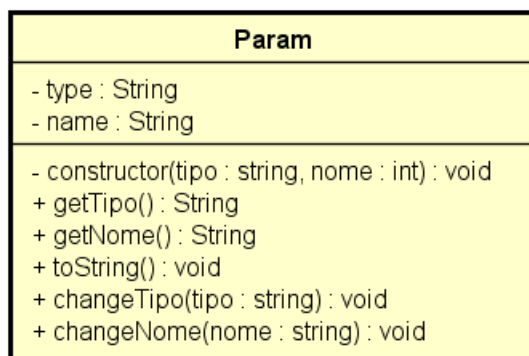 Param
- type : String
- name : String
- constructor(tipo : string, nome : int) : void
+ getTipo() : String
+ getNome() : String
+ toString() : void
+ changeTipo(tipo : string) : void
+ changeNome(nome : string) : void